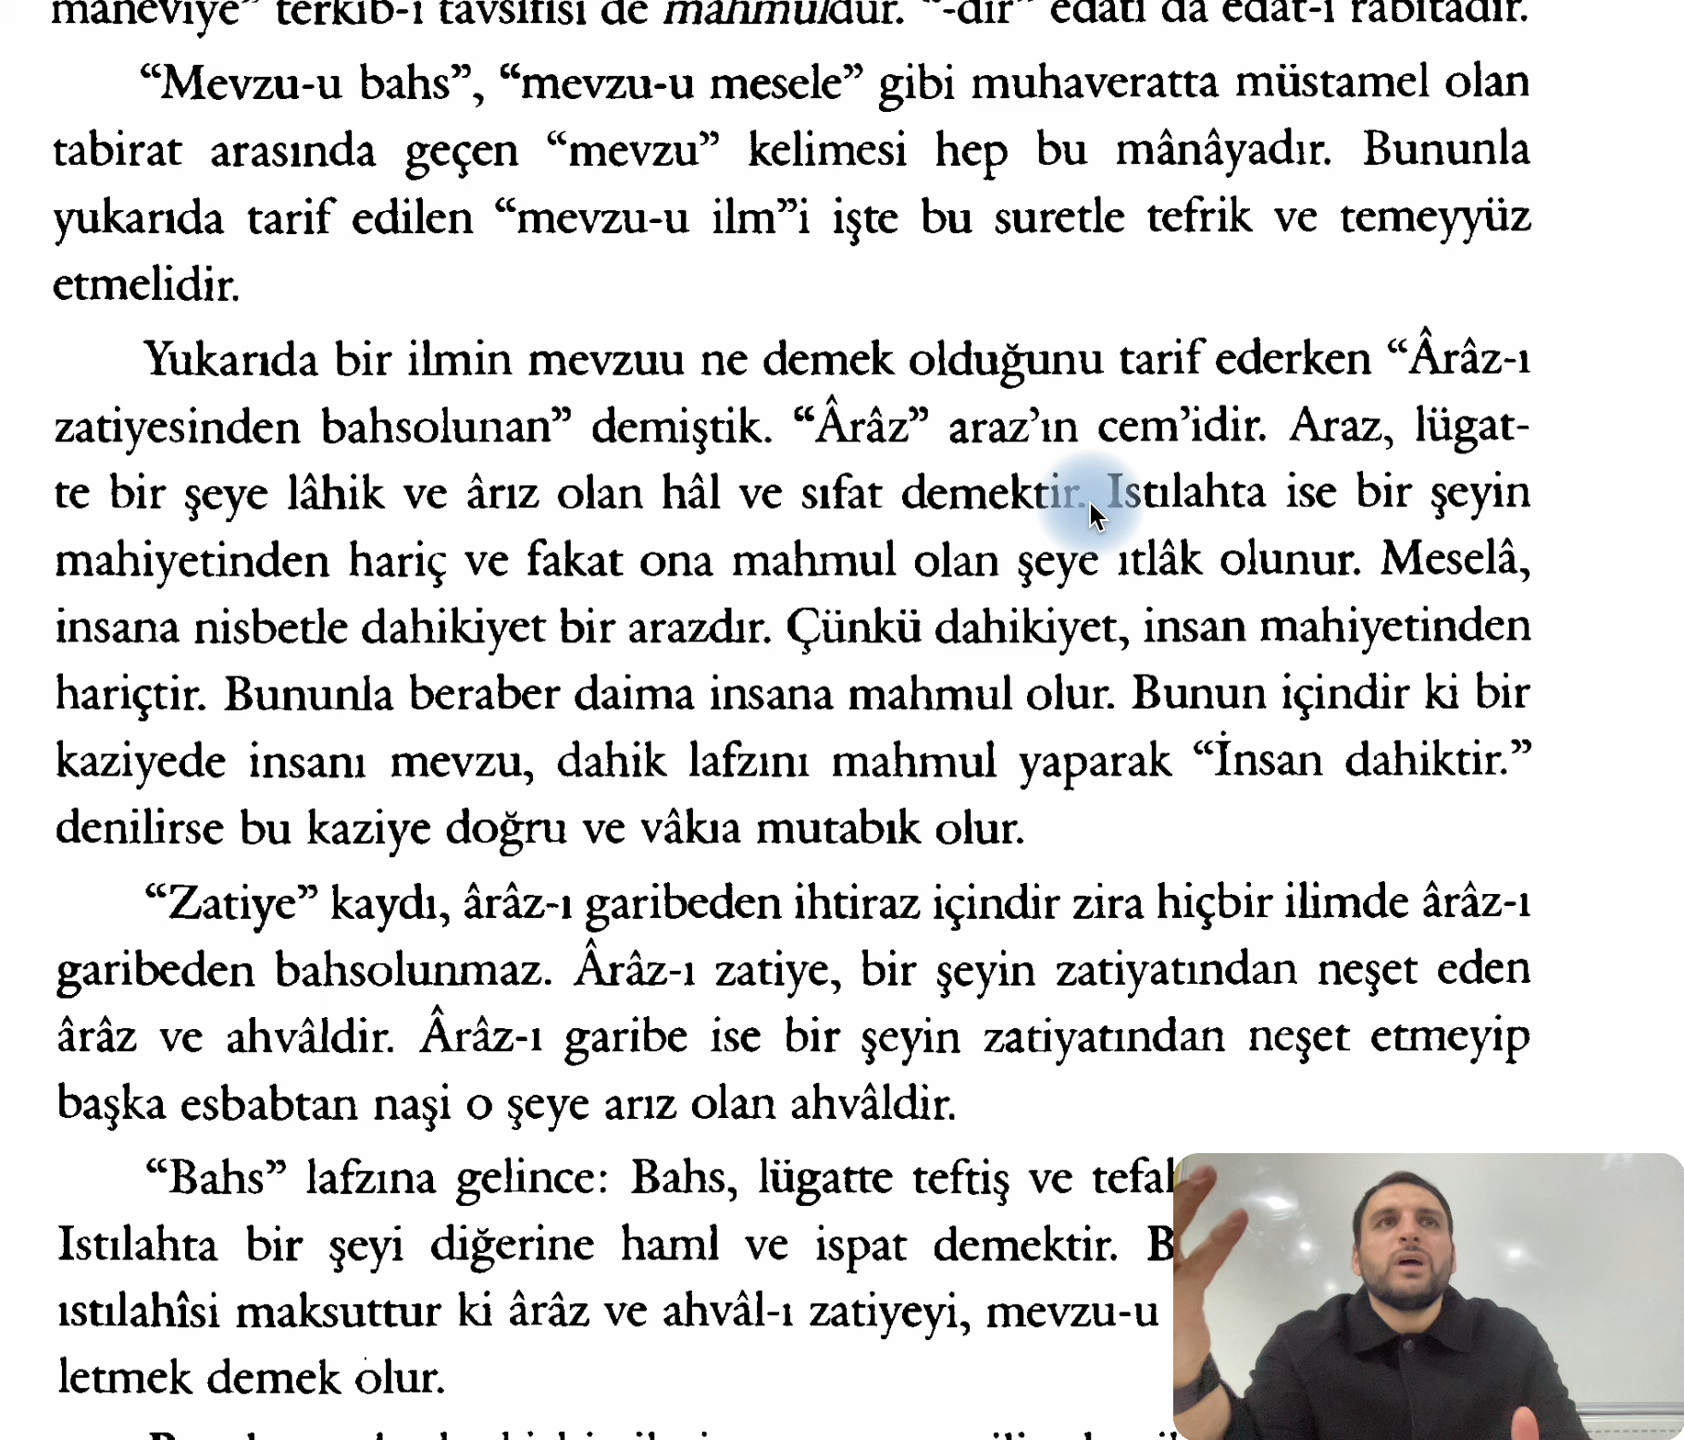 maneviye” terkib-i tavsifîsi de mahmuldür. “-dir” edatı da edat-ı rabıtadır.
“Mevzu-u bahs”, “mevzu-u mesele” gibi muhaveratta müstamel olan
tabirat arasında geçen “mevzu” kelimesi hep bu mânâyadır. Bununla
yukarıda tarif edilen “mevzu-u ilm”i işte bu suretle tefrik ve temeyyüz
etmelidir.
Yukarıda bir ilmin mevzuu ne demek olduğunu tarif ederken “Ârâz-ı
zatiyesinden bahsolunan” demiştik. “Ârâz” araz’ın cem’idir. Araz, lügat-
te bir şeye lâhik ve ârız olan hâl ve sıfat demektir. Istılahta ise bir şeyin
mahiyetinden hariç ve fakat ona mahmul olan şeye ıtlâk olunur. Meselâ,
insana nisbetle dahikiyet bir arazdır. Çünkü dahikiyet, insan mahiyetinden
hariçtir. Bununla beraber daima insana mahmul olur. Bunun içindir ki bir
kaziyede insanı mevzu, dahik lafzını mahmul yaparak “İnsan dahiktir.”
denilirse bu kaziye doğru ve vâkıa mutabık olur.
“Zatiye” kaydı, ârâz-ı garibeden ihtiraz içindir zira hiçbir ilimde ârâz-ı
garibeden bahsolunmaz. Ârâz-ı zatiye, bir şeyin zatiyatından neşet eden
ârâz ve ahvâldir. Ârâz-ı garibe ise bir şeyin zatiyatından neşet etmeyip
başka esbabtan naşi o şeye arız olan ahvâldir.
“Bahs” lafzına gelince: Bahs, lügatte teftiş ve
Istılahta bir şeyi diğerine haml ve ispat demektir.
ıstılahîsi maksuttur ki ârâz ve ahvâl-ı zatiyeyi, mevzu-u
letmek demek olur.